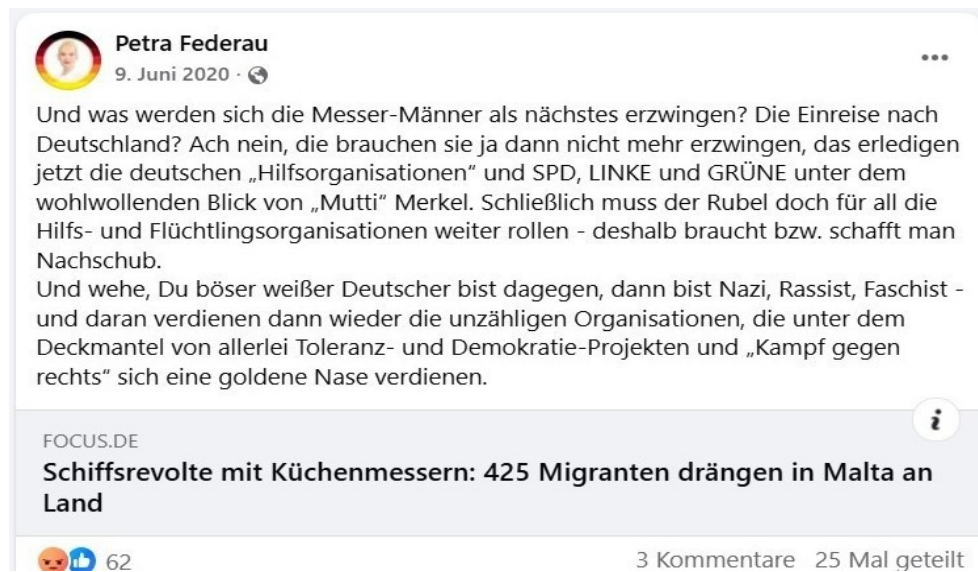 Petra Federau
9. Juni 2020 ·
Und was werden sich die Messer-Männer als nächstes erzwingen? Die Einreise nach
Deutschland? Ach nein, die brauchen sie ja dann nicht mehr erzwingen, das erledigen
jetzt die deutschen „Hilfsorganisationen“ und SPD, LINKE und GRÜNE unter dem
wohlwollenden Blick von „Mutti“ Merkel. Schließlich muss der Rubel doch für all die
Hilfs- und Flüchtlingsorganisationen weiter rollen - deshalb braucht bzw. schafft man
Nachschub.
Und wehe, Du böser weißer Deutscher bist dagegen, dann bist Nazi, Rassist, Faschist -
und daran verdienen dann wieder die unzähligen Organisationen, die unter dem
Deckmantel von allerlei Toleranz- und Demokratie-Projekten und „Kampf gegen
rechts“ sich eine goldene Nase verdienen.
FOCUS.DE
Schiffsrevolte mit Küchenmessern: 425 Migranten drängen in Malta an
Land
62 3 Kommentare 25 Mal geteilt